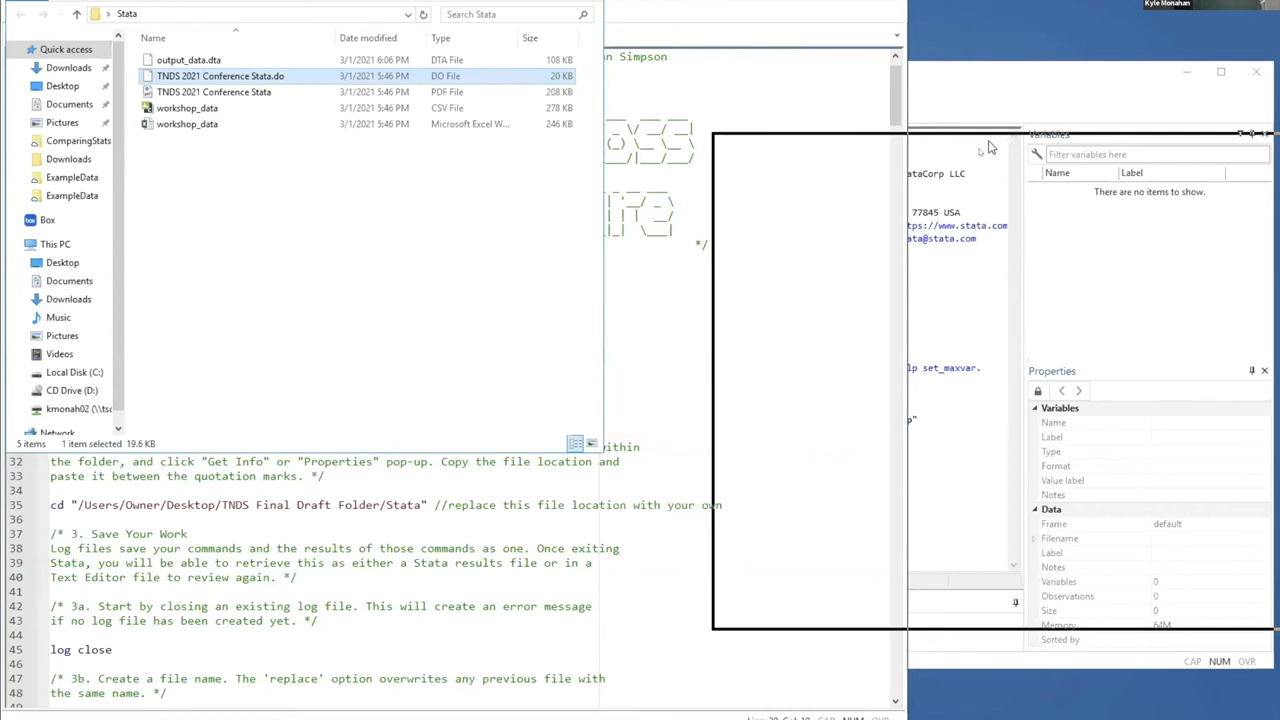 Kyle Monahan
Stata
Search Stata
Name
Date modified
Type
Size
Quick access
Downloads
Desktop
Documents
Pictures
ComparingStats
Downloads
ExampleData
ExampleData
Box
This PC
Desktop
Documents
Downloads
Music
Pictures
Videos
Local Disk (C:)
CD Drive (D:)
kmonah02 (\\tsc
Network
output_data.dta 3/1/2021 6:06 PM DTA File 108 KB
TNDS 2021 Conference Stata.do 3/1/2021 5:46 PM DO File 20 KB
TNDS 2021 Conference Stata 3/1/2021 5:46 PM PDF File 208 KB
workshop_data 3/1/2021 5:46 PM CSV File 278 KB
workshop_data 3/1/2021 5:46 PM Microsoft Excel W... 246 KB
5 items 1 item selected 19.6 KB
an Simpson
*/
within
32 the folder, and click "Get Info" or "Properties" pop-up. Copy the file location and
33 paste it between the quotation marks. */
34
35 cd "/Users/Owner/Desktop/TNDS Final Draft Folder/Stata" //replace this file location with your own
36
37 /* 3. Save Your Work
38 Log files save your commands and the results of those commands as one. Once exiting
39 Stata, you will be able to retrieve this as either a Stata results file or in a
40 Text Editor file to review again. */
41
42 /* 3a. Start by closing an existing log file. This will create an error message
43 if no log file has been created yet. */
44
45 log close
46
47 /* 3b. Create a file name. The 'replace' option overwrites any previous file with
48 the same name. */
ataCorp LLC
77845 USA
tps://www.stata.com
ata@stata.com
lp set_maxvar.
p"
Variables
Filter variables here
Name Label
There are no items to show.
Properties
Variables
Name
Label
Type
Format
Value label
Notes
Data
Frame default
Filename
Label
Notes
Variables 0
Observations 0
Size 0
Memory 64M
Sorted by
CAP NUM OVR
CAP NUM OVR